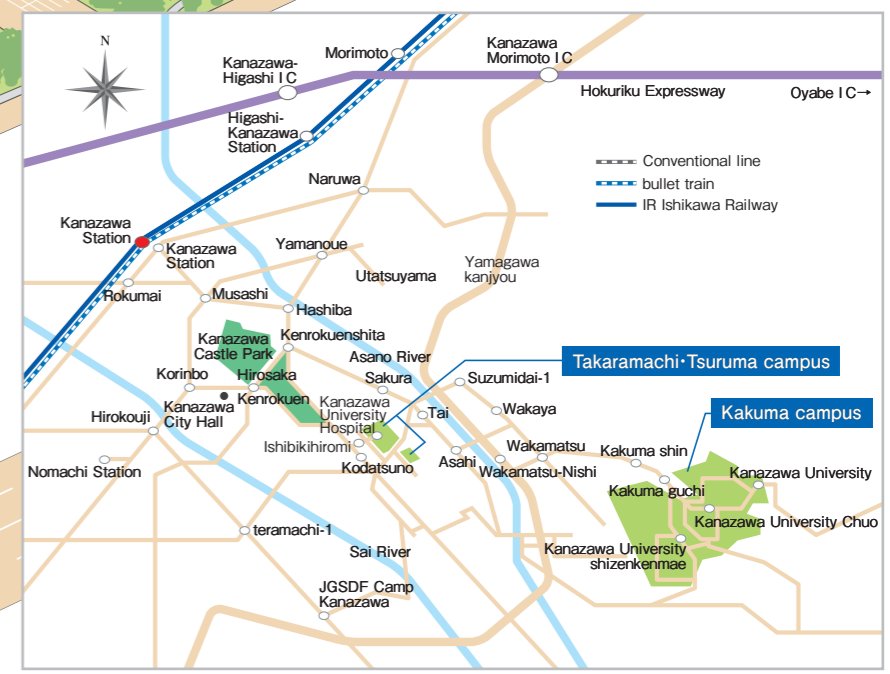 N
Morimoto
Kanazawa
Morimoto I C
Kanazawa-
Higashi I C
Hokuriku Expressway
Oyabe I C→
Higashi-
Kanazawa
Station
Conventional line
bullet train
IR Ishikawa Railway
Naruwa
Kanazawa
Station
Kanazawa
Station
Yamanoue
Utatsuyama
Yamagawa
kanjyou
Rokumai
Musashi
Hashiba
Kanazawa
Castle Park
Kenrokuenshita
Asano River
Takaramachi･Tsuruma campus
Korinbo
Hirosaka
Sakura
Suzumidai-1
Kenrokuen
Kanazawa
City Hall
Kanazawa
University
Hospital
Tai
Wakaya
Kakuma campus
Hirokouji
Ishibikihiromi
Wakamatsu
Kakuma shin
Nomachi Station
Kodatsuno
Asahi
Wakamatsu-Nishi
Kanazawa University
Kakuma guchi
teramachi-1
Kanazawa University Chuo
Sai River
Kanazawa University
shizenkenmae
JGSDF Camp
Kanazawa